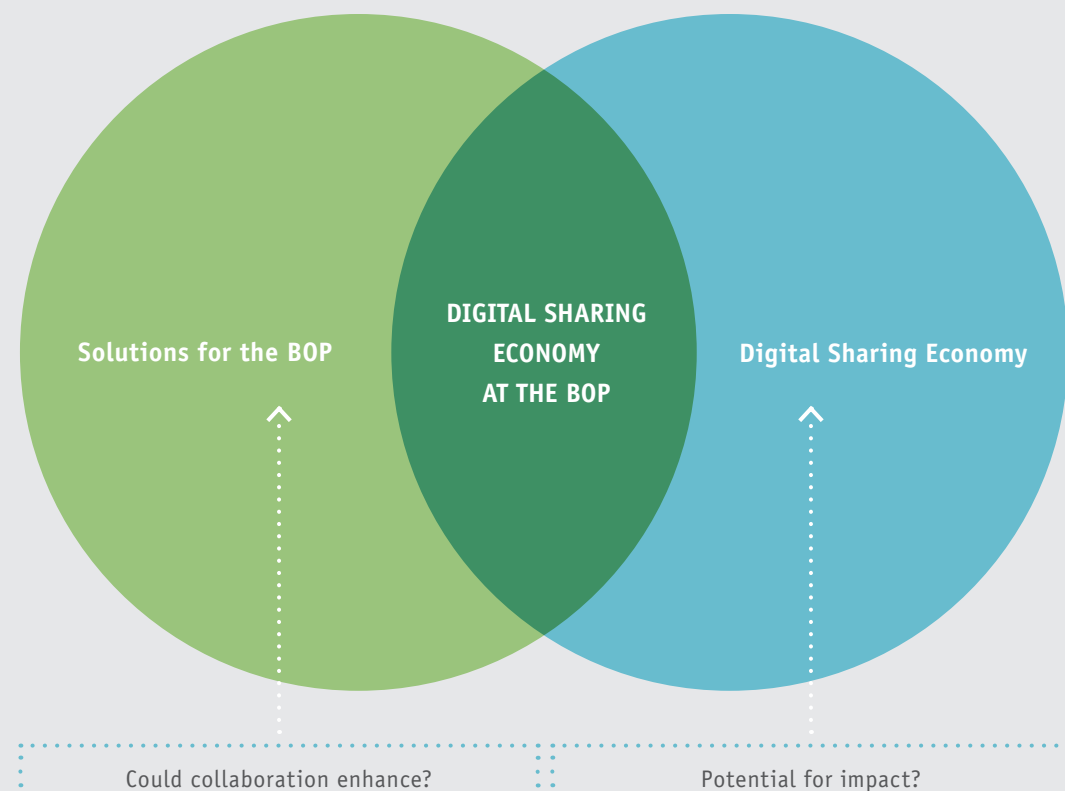 Solutions for the BOP
DIGITAL SHARING
ECONOMY
AT THE BOP
Digital Sharing Economy
Could collaboration enhance?
Potential for impact?